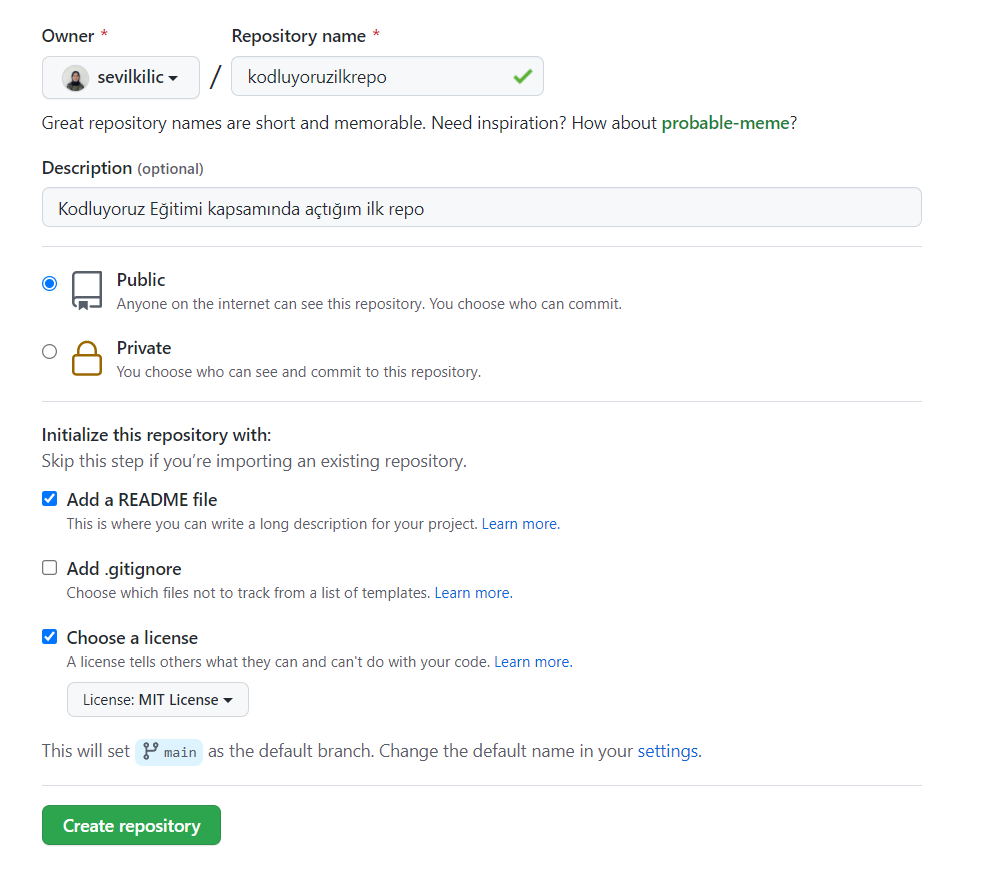 Owner * Repository name *
sevilkilic / kodluyoruzilkrepo
Great repository names are short and memorable. Need inspiration? How about probable-meme?
Description (optional)
Kodluyoruz Eğitimi kapsamında açtığım ilk repo
Public
Anyone on the internet can see this repository. You choose who can commit.
Private
You choose who can see and commit to this repository.
Initialize this repository with:
Skip this step if you’re importing an existing repository.
Add a README file
This is where you can write a long description for your project. Learn more.
Add .gitignore
Choose which files not to track from a list of templates. Learn more.
Choose a license
A license tells others what they can and can't do with your code. Learn more.
License: MIT License
This will set main as the default branch. Change the default name in your settings.
Create repository